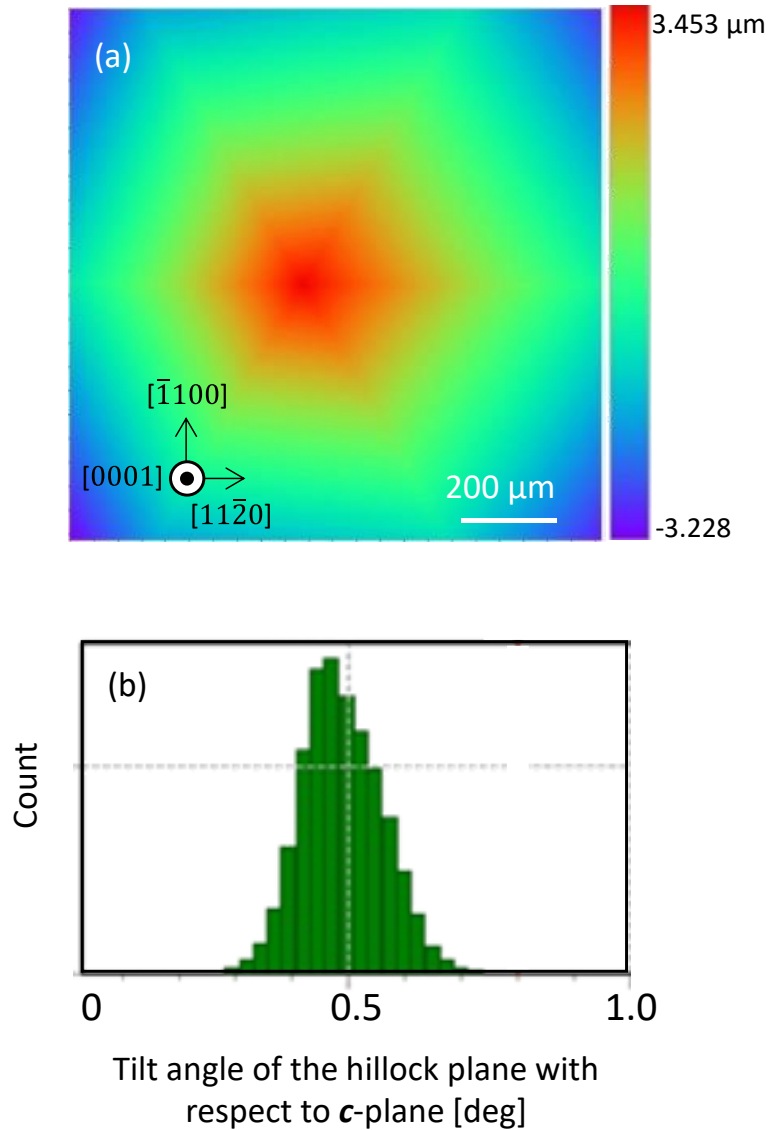 (a)
3.453 μm
[1̅100]
[0001]
[112̅0]
200 μm
-3.228
(b)
Count
0 0.5 1.0
Tilt angle of the hillock plane with
respect to c-plane [deg]